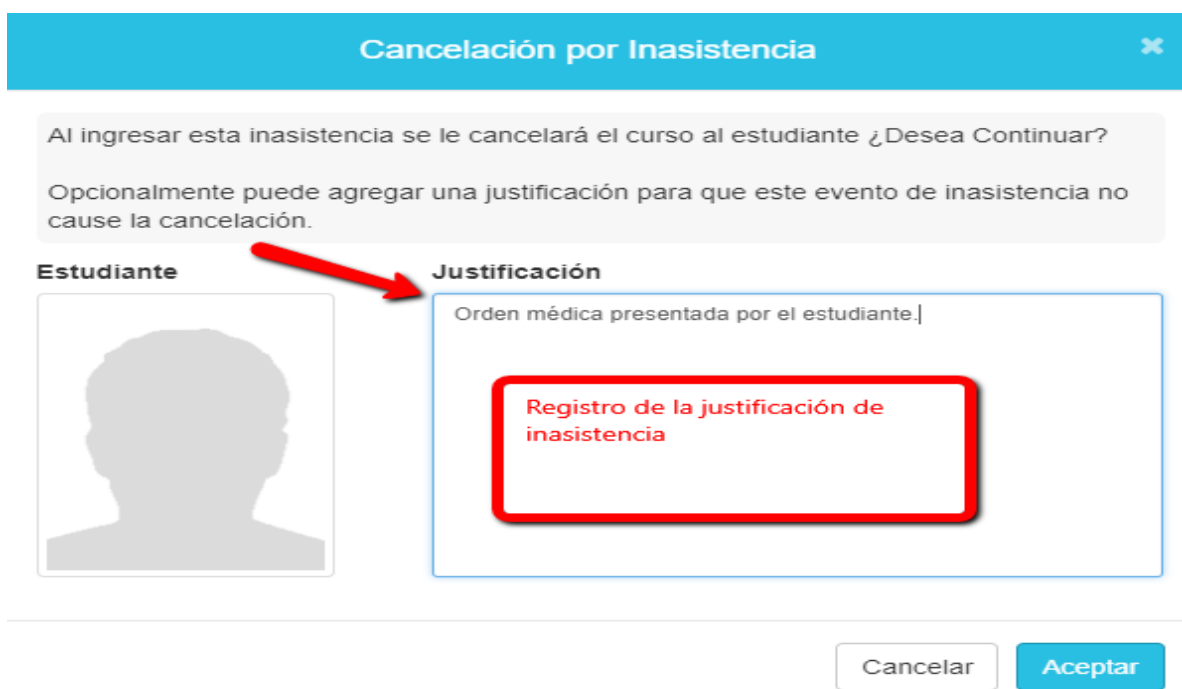 Cancelación por Inasistencia
Al ingresar esta inasistencia se le cancelará el curso al estudiante ¿Desea Continuar?
Opcionalmente puede agregar una justificación para que este evento de inasistencia no
cause la cancelación.
Estudiante
Justificación
Orden médica presentada por el estudiante.
Registro de la justificación de
inasistencia
Cancelar
Aceptar